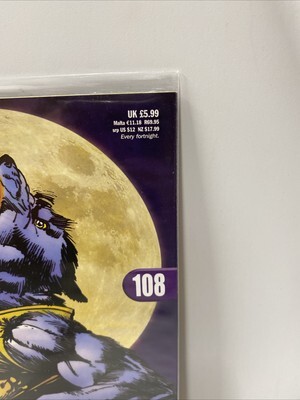 UK £5.99
Malta €11.18 R69.95
srp US $12 NZ $17.99
Every fortnight.
108